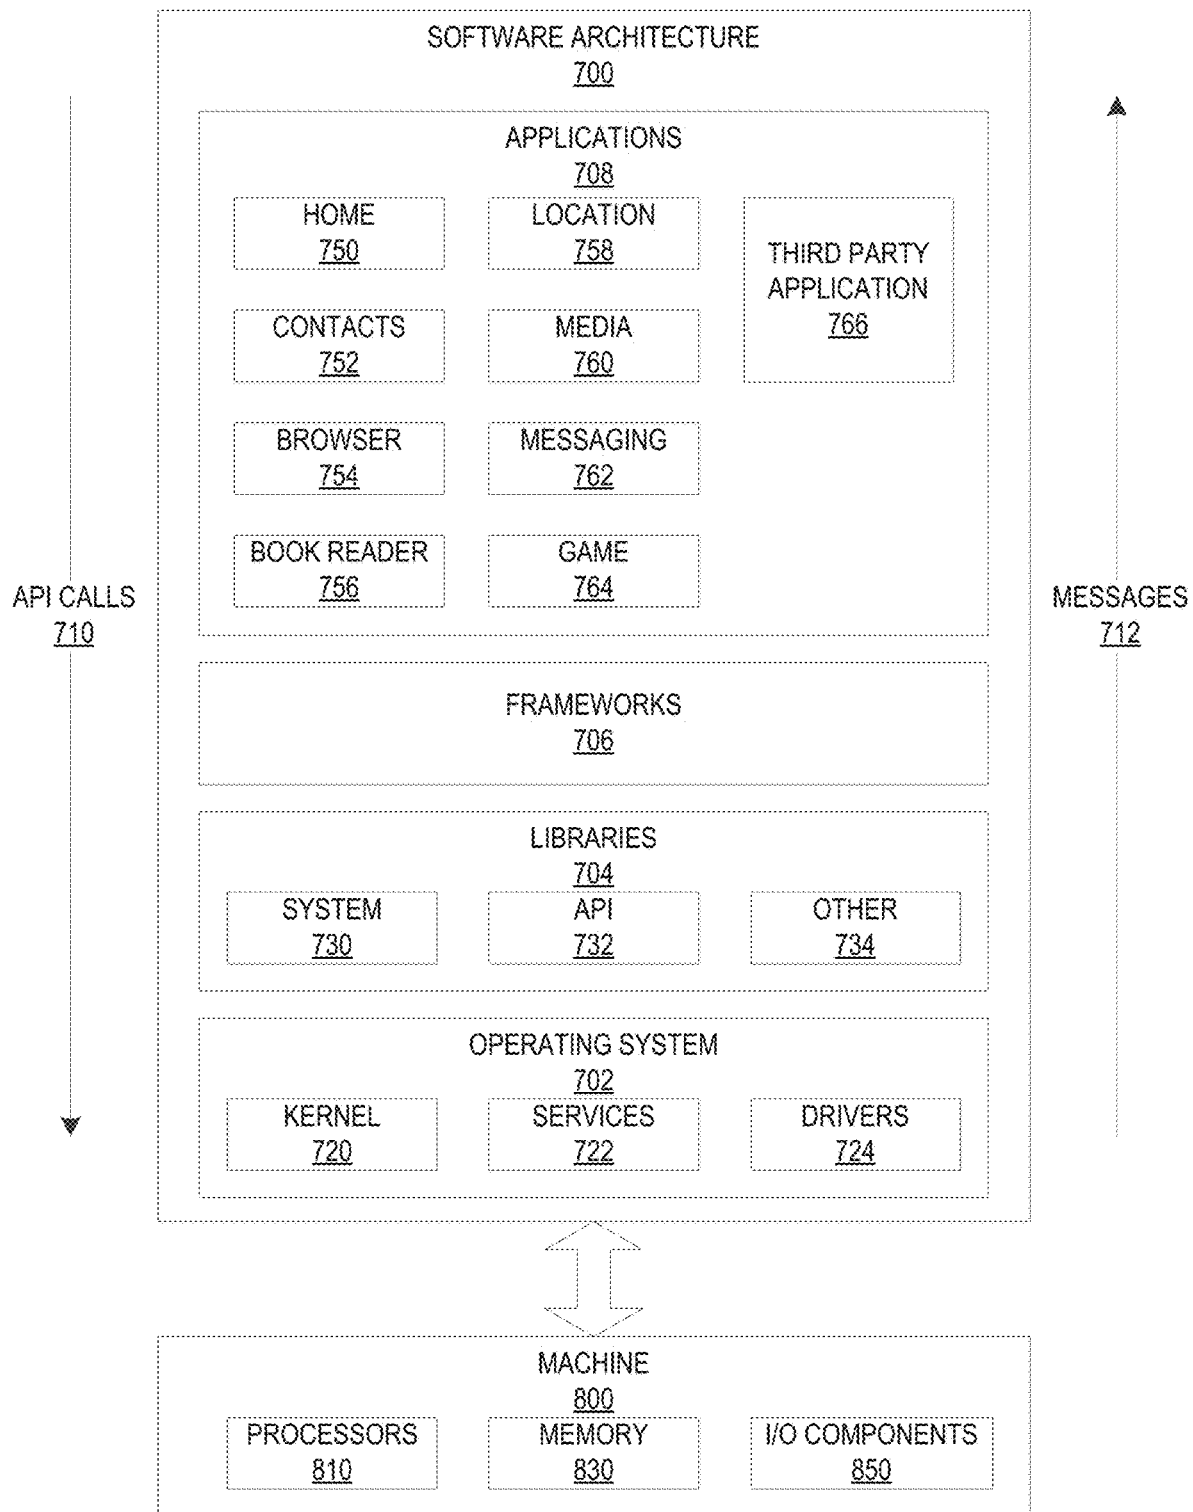 SOFTWARE ARCHITECTURE
700
APPLICATIONS
708
HOME
750
LOCATION
758
THIRD PARTY
APPLICATION
766
CONTACTS
752
MEDIA
760
BROWSER
754
MESSAGING
762
BOOK READER
756
GAME
764
API CALLS
710
MESSAGES
712
FRAMEWORKS
706
LIBRARIES
704
SYSTEM
730
API
732
OTHER
734
OPERATING SYSTEM
702
KERNEL
720
SERVICES
722
DRIVERS
724
MACHINE
800
PROCESSORS
810
MEMORY
830
I/O COMPONENTS
850